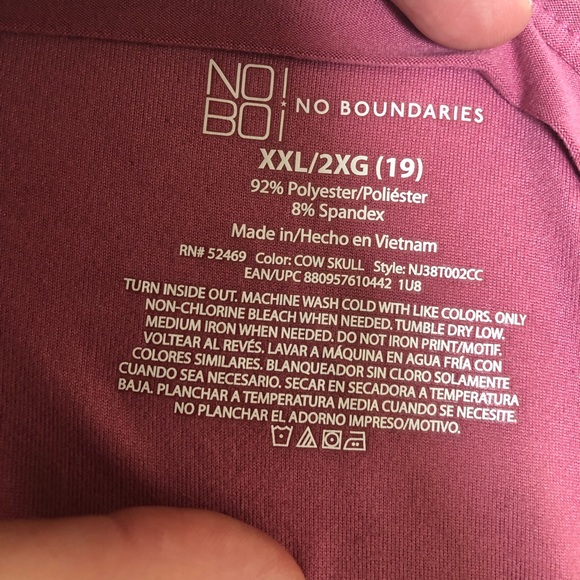 NO!
BO!
NO BOUNDARIES
XXL/2XG (19)
92% Polyester/Poliéster
8% Spandex
Made in/Hecho en Vietnam
RN# 52469 Color: COW SKULL Style: NJ38T002CC
EAN/UPC 880957610442 1U8
TURN INSIDE OUT. MACHINE WASH COLD WITH LIKE COLORS. ONLY
NON-CHLORINE BLEACH WHEN NEEDED. TUMBLE DRY LOW.
MEDIUM IRON WHEN NEEDED. DO NOT IRON PRINT/MOTIF.
VOLTEAR AL REVÉS. LAVAR A MÁQUINA EN AGUA FRÍA CON
COLORES SIMILARES. BLANQUEADOR SIN CLORO SOLAMENTE
CUANDO SEA NECESARIO. SECAR EN SECADORA A TEMPERATURA
BAJA. PLANCHAR A TEMPERATURA MEDIA CUANDO SE NECESITE.
NO PLANCHAR EL ADORNO IMPRESO/MOTIVO.